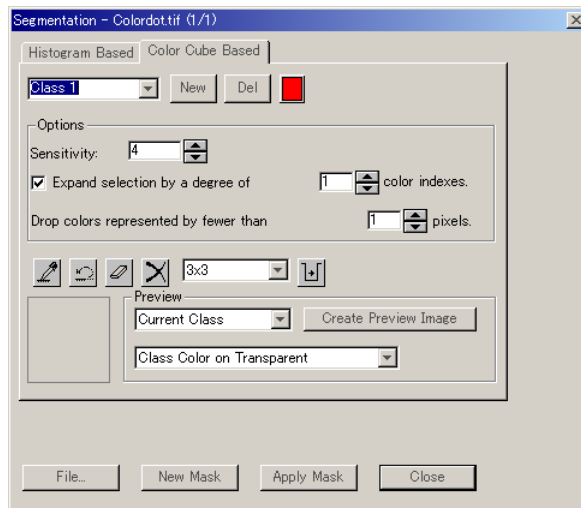 Segmentation - Colordot.tif (1/1)
Histogram Based Color Cube Based
Class 1 New Del
Options
Sensitivity: 4
Expand selection by a degree of 1 color indexes.
Drop colors represented by fewer than 1 pixels.
3x3
Preview
Current Class Create Preview Image
Class Color on Transparent
File... New Mask Apply Mask Close